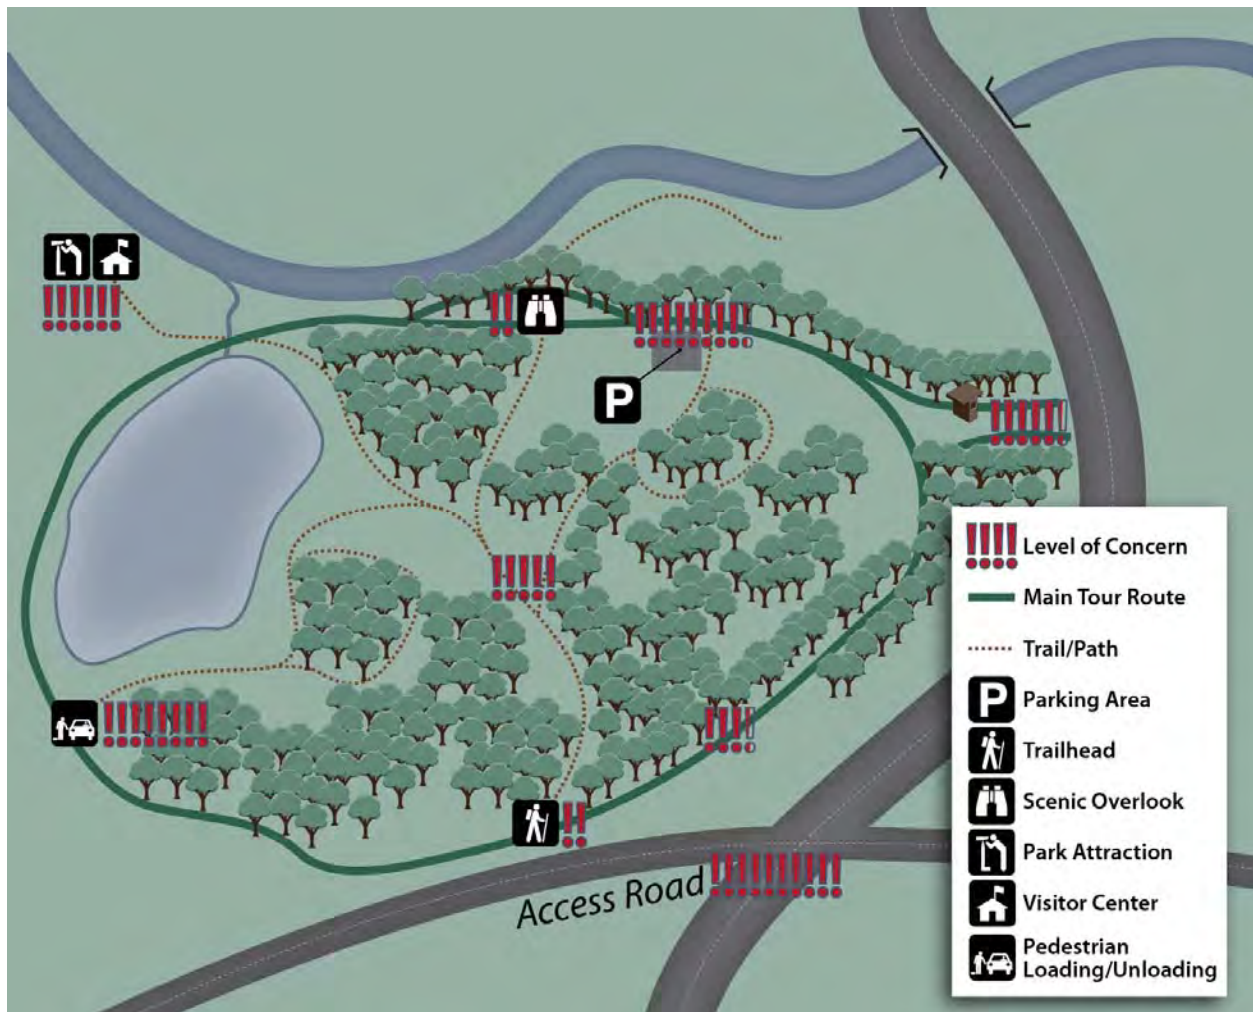 P
Access Road
Level of Concern
Main Tour Route
Trail/Path
P
Parking Area
Trailhead
Scenic Overlook
Park Attraction
Visitor Center
Pedestrian
Loading/Unloading